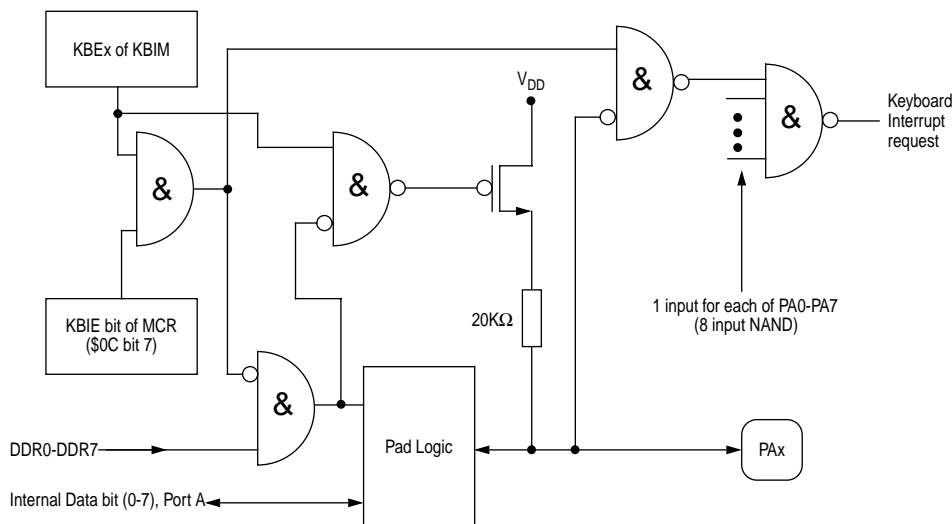 KBEx of KBIM
&
VDD
&
&
Keyboard
Interrupt
request
&
&
KBIE bit of MCR
($0C bit 7)
20KΩ
1 input for each of PA0-PA7
(8 input NAND)
&
DDR0-DDR7
Pad Logic
PAx
Internal Data bit (0-7), Port A